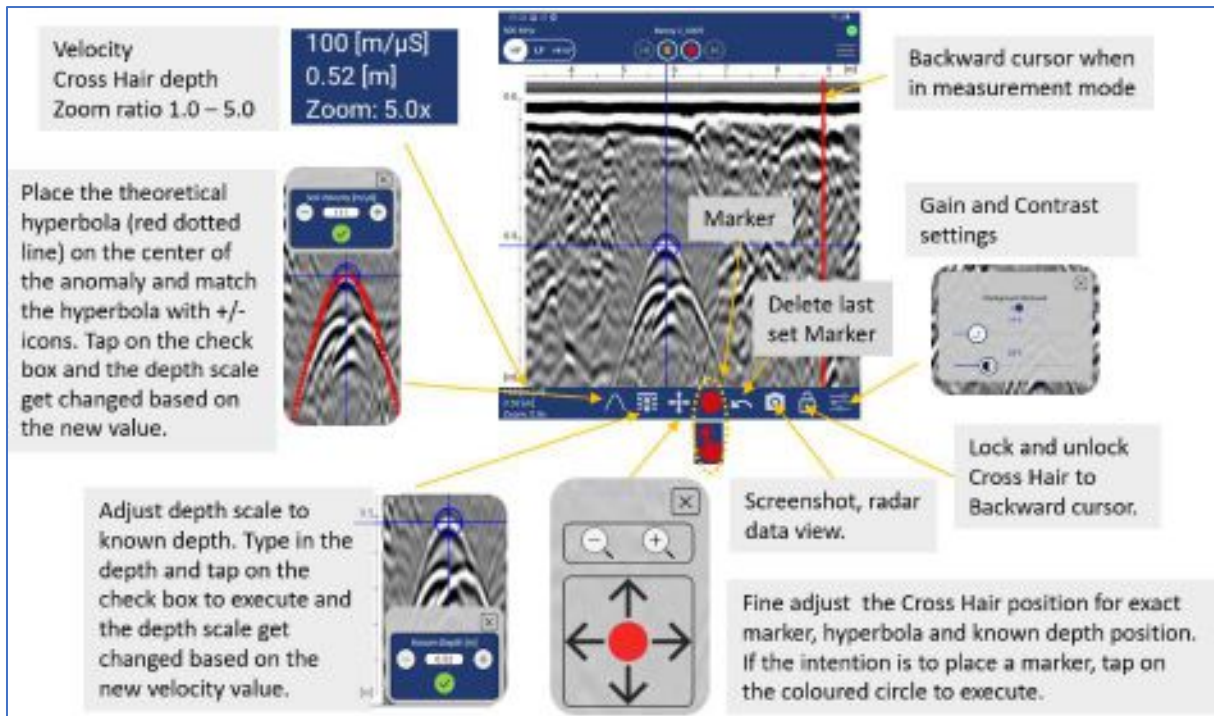 Velocity
Cross Hair depth
Zoom ratio 1.0 – 5.0
100 [m/µS]
0.52 [m]
Zoom: 5.0x
Backward cursor when
in measurement mode
Place the theoretical
hyperbola (red dotted
line) on the center of
the anomaly and match
the hyperbola with +/-
icons. Tap on the check
box and the depth scale
get changed based on
the new value.
Marker
Gain and Contrast
settings
Delete last
set Marker
Lock and unlock
Cross Hair to
Backward cursor.
Screenshot, radar
data view.
Adjust depth scale to
known depth. Type in the
depth and tap on the
check box to execute and
the depth scale get
changed based on the
new velocity value.
Known Depth [m]
Fine adjust the Cross Hair position for exact
marker, hyperbola and known depth position.
If the intention is to place a marker, tap on
the coloured circle to execute.